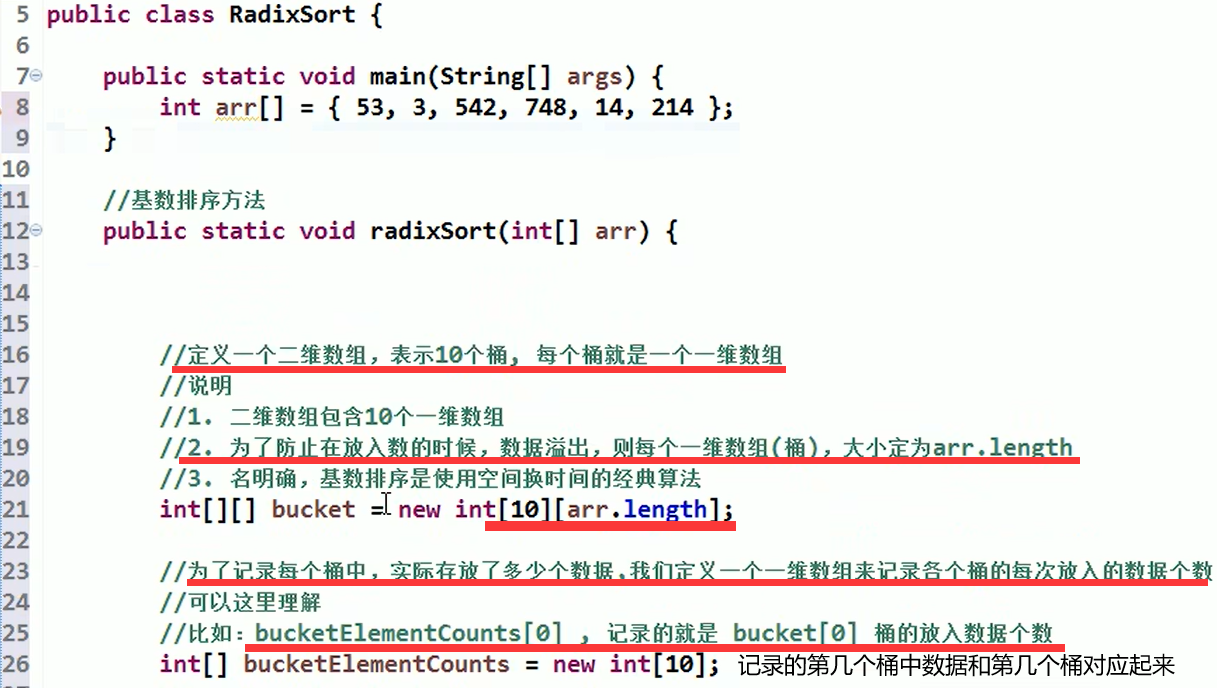 5 public class RadixSort {
6
7 public static void main(String[] args) {
8 int arr[] = { 53, 3, 542, 748, 14, 214 };
9 }
10
11 //基数排序方法
12 public static void radixSort(int[] arr) {
13
14
15
16 //定义一个二维数组，表示10个桶, 每个桶就是一个一维数组
17 //说明
18 //1. 二维数组包含10个一维数组
19 //2. 为了防止在放入数的时候，数据溢出，则每个一维数组(桶)，大小定为arr.length
20 //3. 名明确，基数排序是使用空间换时间的经典算法
21 int[][] bucket = new int[10][arr.length];
22
23 //为了记录每个桶中，实际存放了多少个数据,我们定义一个一维数组来记录各个桶的每次放入的数据个数
24 //可以这里理解
25 //比如：bucketElementCounts[0] , 记录的就是 bucket[0] 桶的放入数据个数
26 int[] bucketElementCounts = new int[10]; 记录的第几个桶中数据和第几个桶对应起来